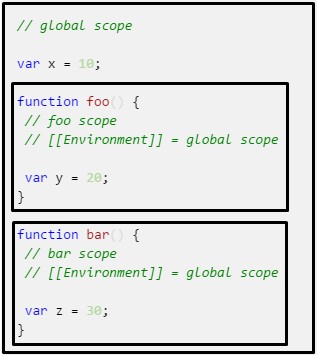 // global scope
var x = 10;
function foo() {
// foo scope
// [[Environment]] = global scope
var y = 20;
}
function bar() {
// bar scope
// [[Environment]] = global scope
var z = 30;
}